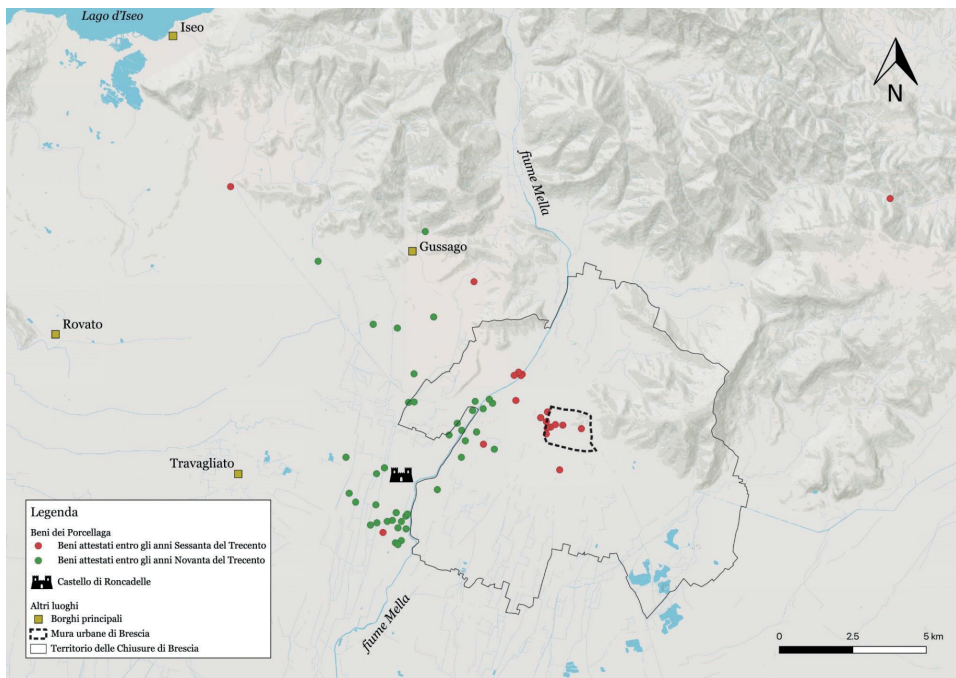 Lago d'Iseo
Iseo
N
fiume Mella
Gussago
Rovato
Travagliato
fiume Mella
Legenda
Beni dei Porcellaga
Beni attestati entro gli anni Sessanta del Trecento
Beni attestati entro gli anni Novanta del Trecento
Castello di Roncadelle
Altri luoghi
Borghi principali
Mura urbane di Brescia
Territorio delle Chiusure di Brescia
0 2.5 5 km